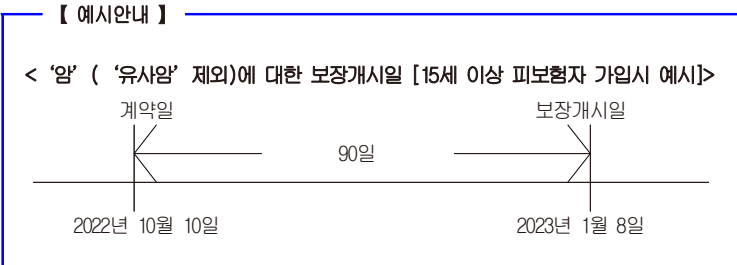 【 예시안내 】
< ‘암’ ( ‘유사암’ 제외)에 대한 보장개시일 [15세 이상 피보험자 가입시 예시]>
계약일 보장개시일
90일
2022년 10월 10일 2023년 1월 8일